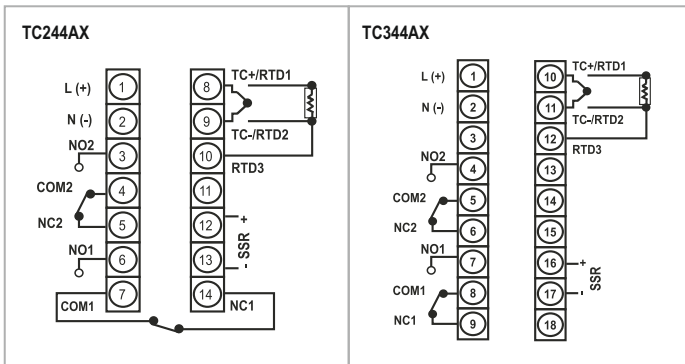 TC244AX
L (+)
N (-)
NO2
COM2
NC2
NO1
COM1
1
2
3
4
5
6
7
8
9
10
11
12
13
14
TC+/RTD1
TC-/RTD2
RTD3
+
SSR
-
NC1
TC344AX
L (+)
N (-)
NO2
COM2
NC2
NO1
COM1
NC1
1
2
3
4
5
6
7
8
9
10
11
12
13
14
15
16
17
18
TC+/RTD1
TC-/RTD2
RTD3
+
SSR
-